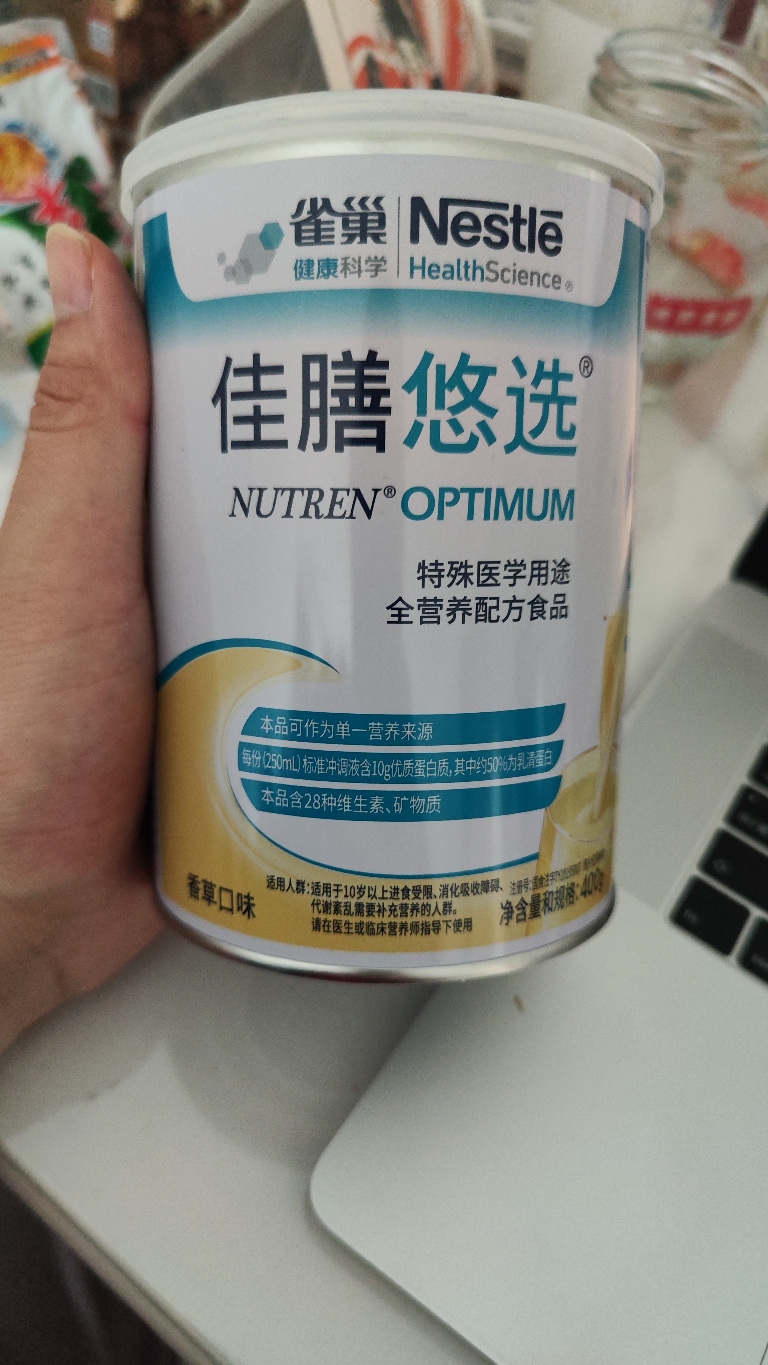 雀巢 Nestlé
健康科学 HealthScience®
佳膳悠选®
NUTREN® OPTIMUM
特殊医学用途
全营养配方食品
本品可作为单一营养来源
每份(250mL)标准冲调液含10g优质蛋白质,其中约50%为乳清蛋白
本品含28种维生素、矿物质
香草口味
适用人群:适用于10岁以上进食受限、消化吸收障碍、
代谢紊乱需要补充营养的人群。
请在医生或临床营养师指导下使用
注册号:国食注字
净含量和规格:400g